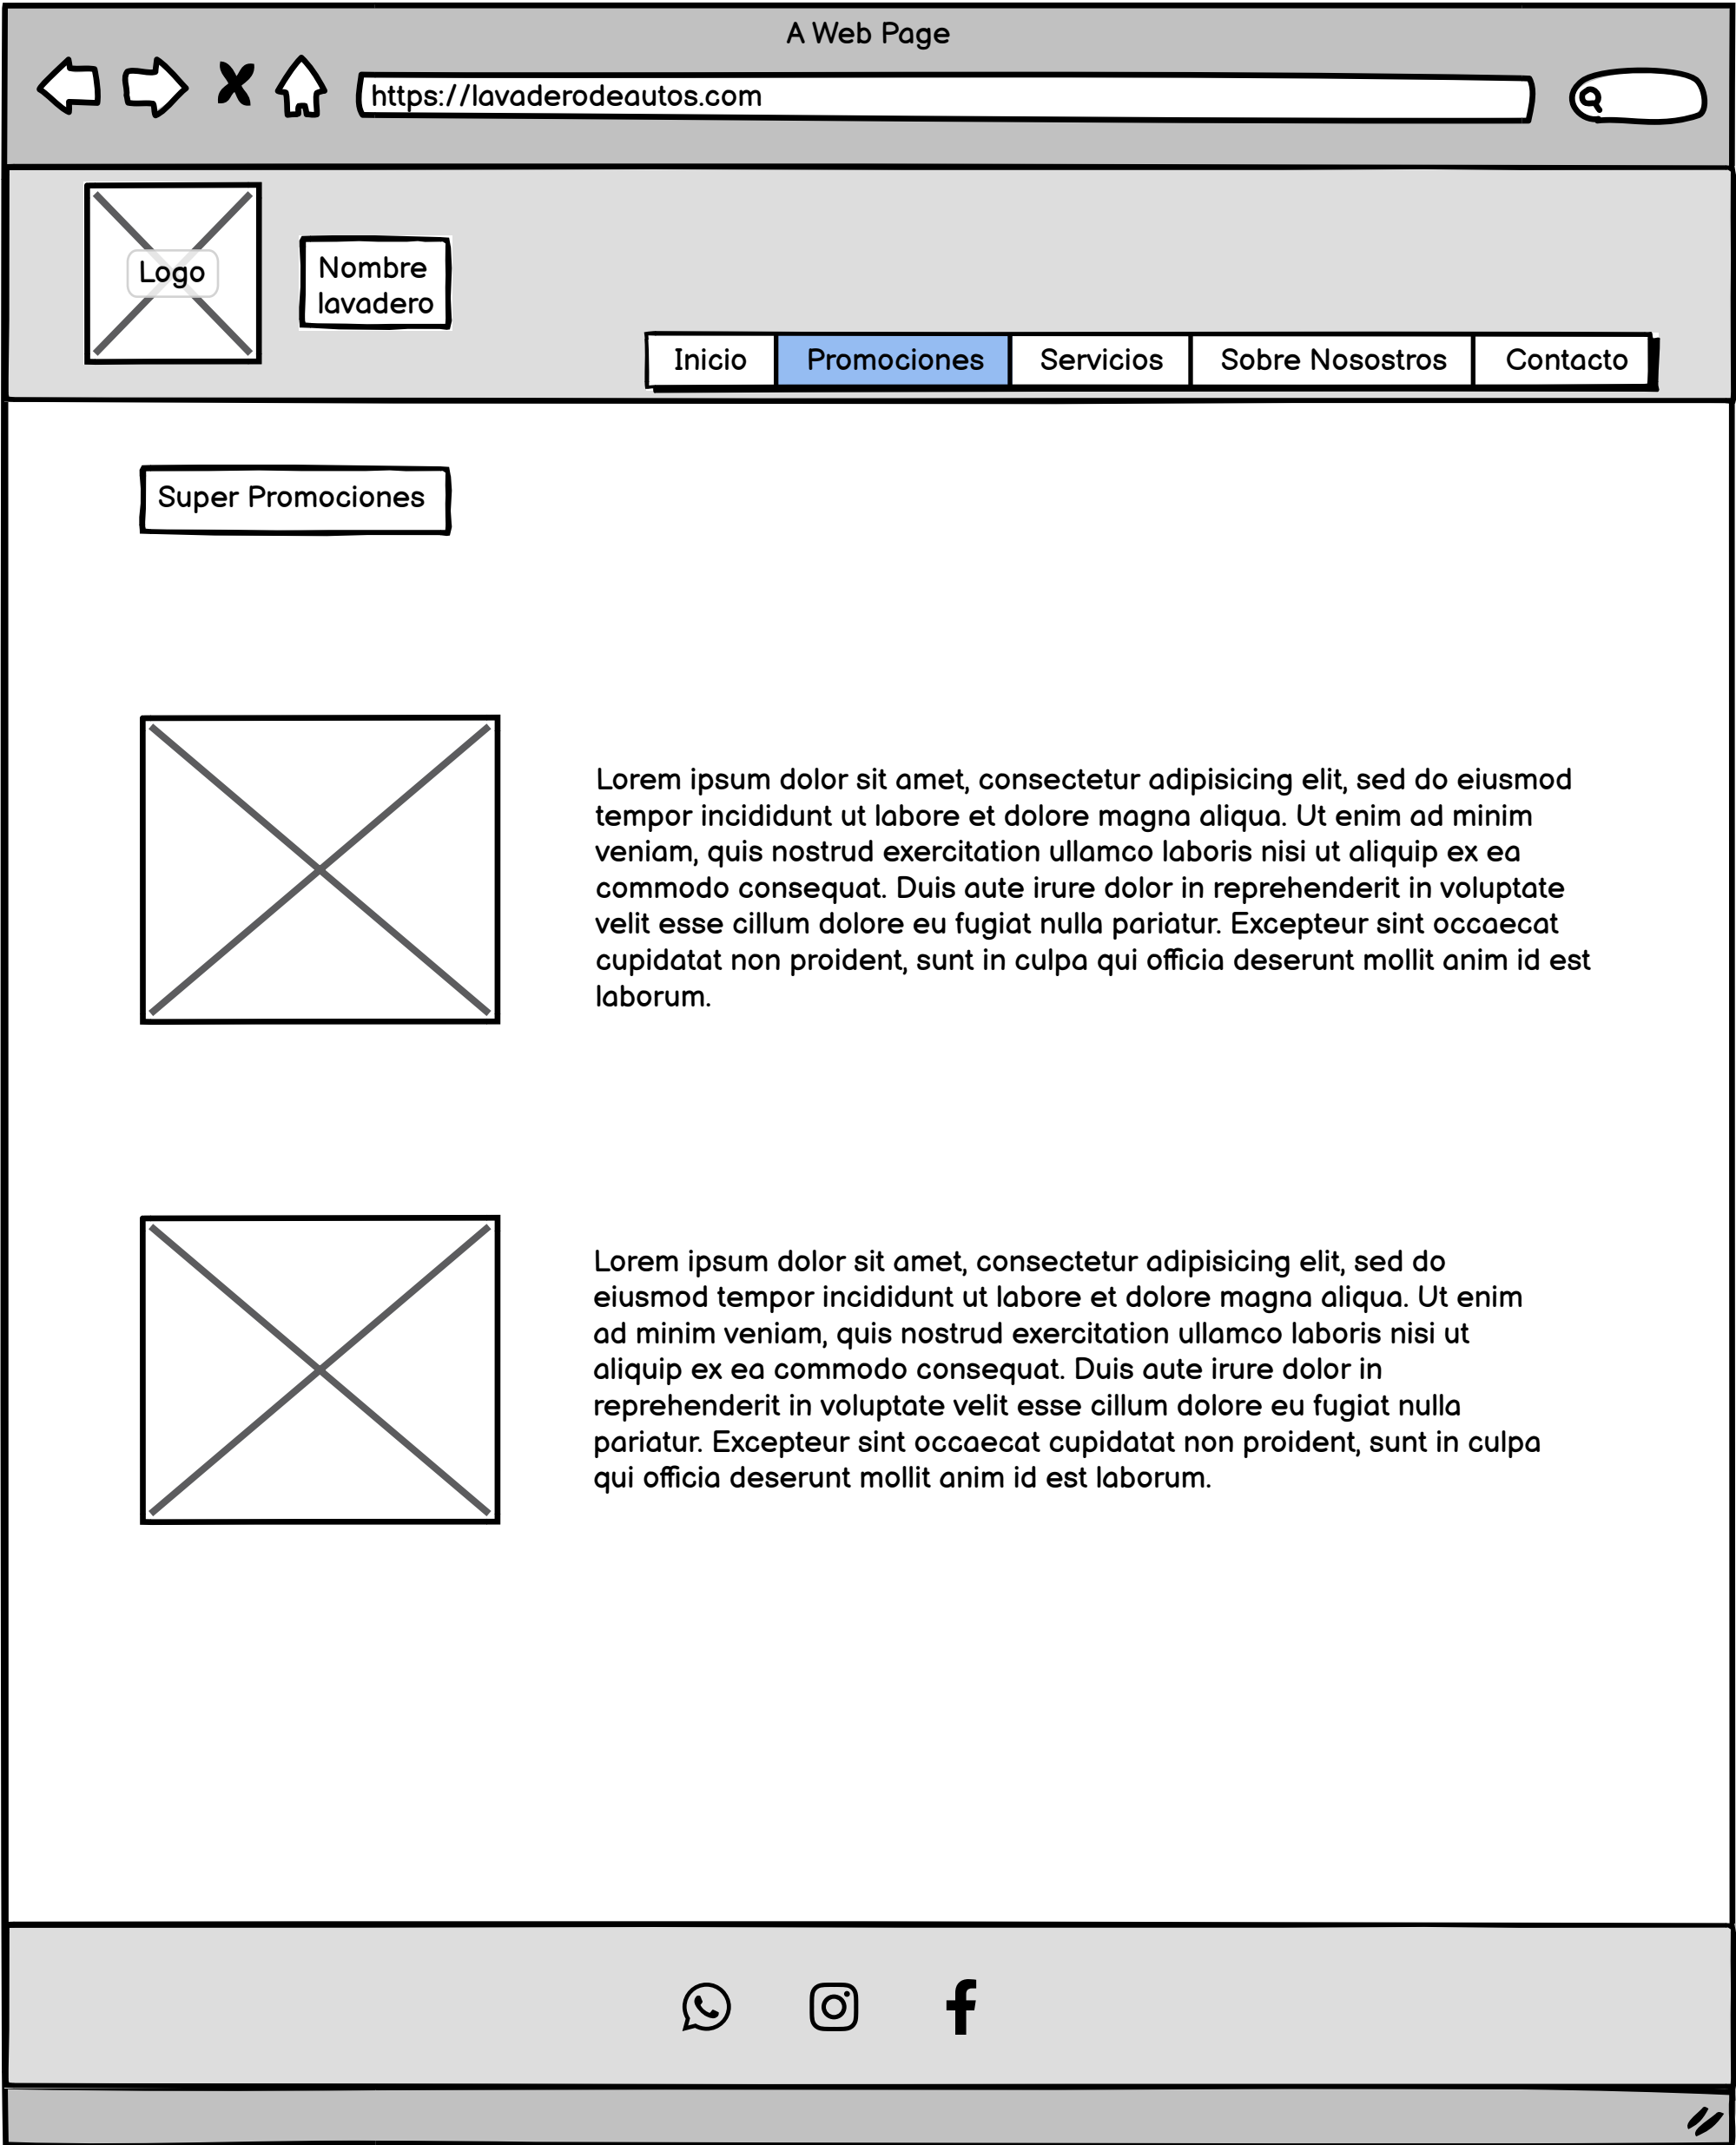 A Web Page
https://lavaderodeautos.com
Logo
Nombre
lavadero
Inicio Promociones Servicios Sobre Nosostros Contacto
Super Promociones
Lorem ipsum dolor sit amet, consectetur adipisicing elit, sed do eiusmod
tempor incididunt ut labore et dolore magna aliqua. Ut enim ad minim
veniam, quis nostrud exercitation ullamco laboris nisi ut aliquip ex ea
commodo consequat. Duis aute irure dolor in reprehenderit in voluptate
velit esse cillum dolore eu fugiat nulla pariatur. Excepteur sint occaecat
cupidatat non proident, sunt in culpa qui officia deserunt mollit anim id est
laborum.
Lorem ipsum dolor sit amet, consectetur adipisicing elit, sed do
eiusmod tempor incididunt ut labore et dolore magna aliqua. Ut enim
ad minim veniam, quis nostrud exercitation ullamco laboris nisi ut
aliquip ex ea commodo consequat. Duis aute irure dolor in
reprehenderit in voluptate velit esse cillum dolore eu fugiat nulla
pariatur. Excepteur sint occaecat cupidatat non proident, sunt in culpa
qui officia deserunt mollit anim id est laborum.